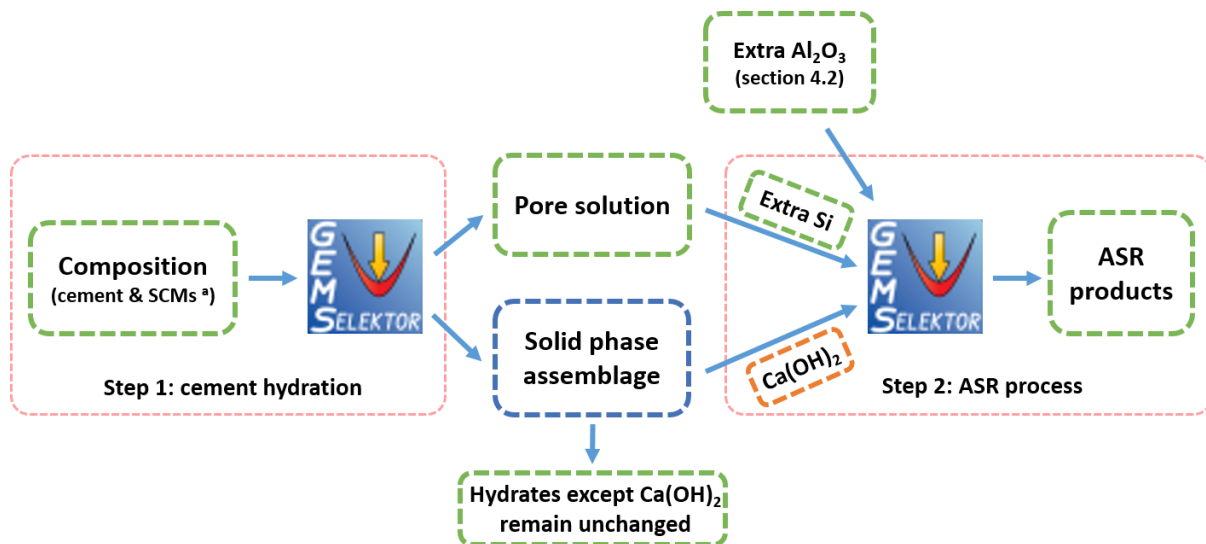 Extra Al₂O₃
(section 4.2)
Composition
(cement & SCMs ᵃ)
GEMS
SELEKTOR
Step 1: cement hydration
Pore solution
Solid phase
assemblage
Hydrates except Ca(OH)₂
remain unchanged
Extra Si
Ca(OH)₂
GEMS
SELEKTOR
ASR
products
Step 2: ASR process